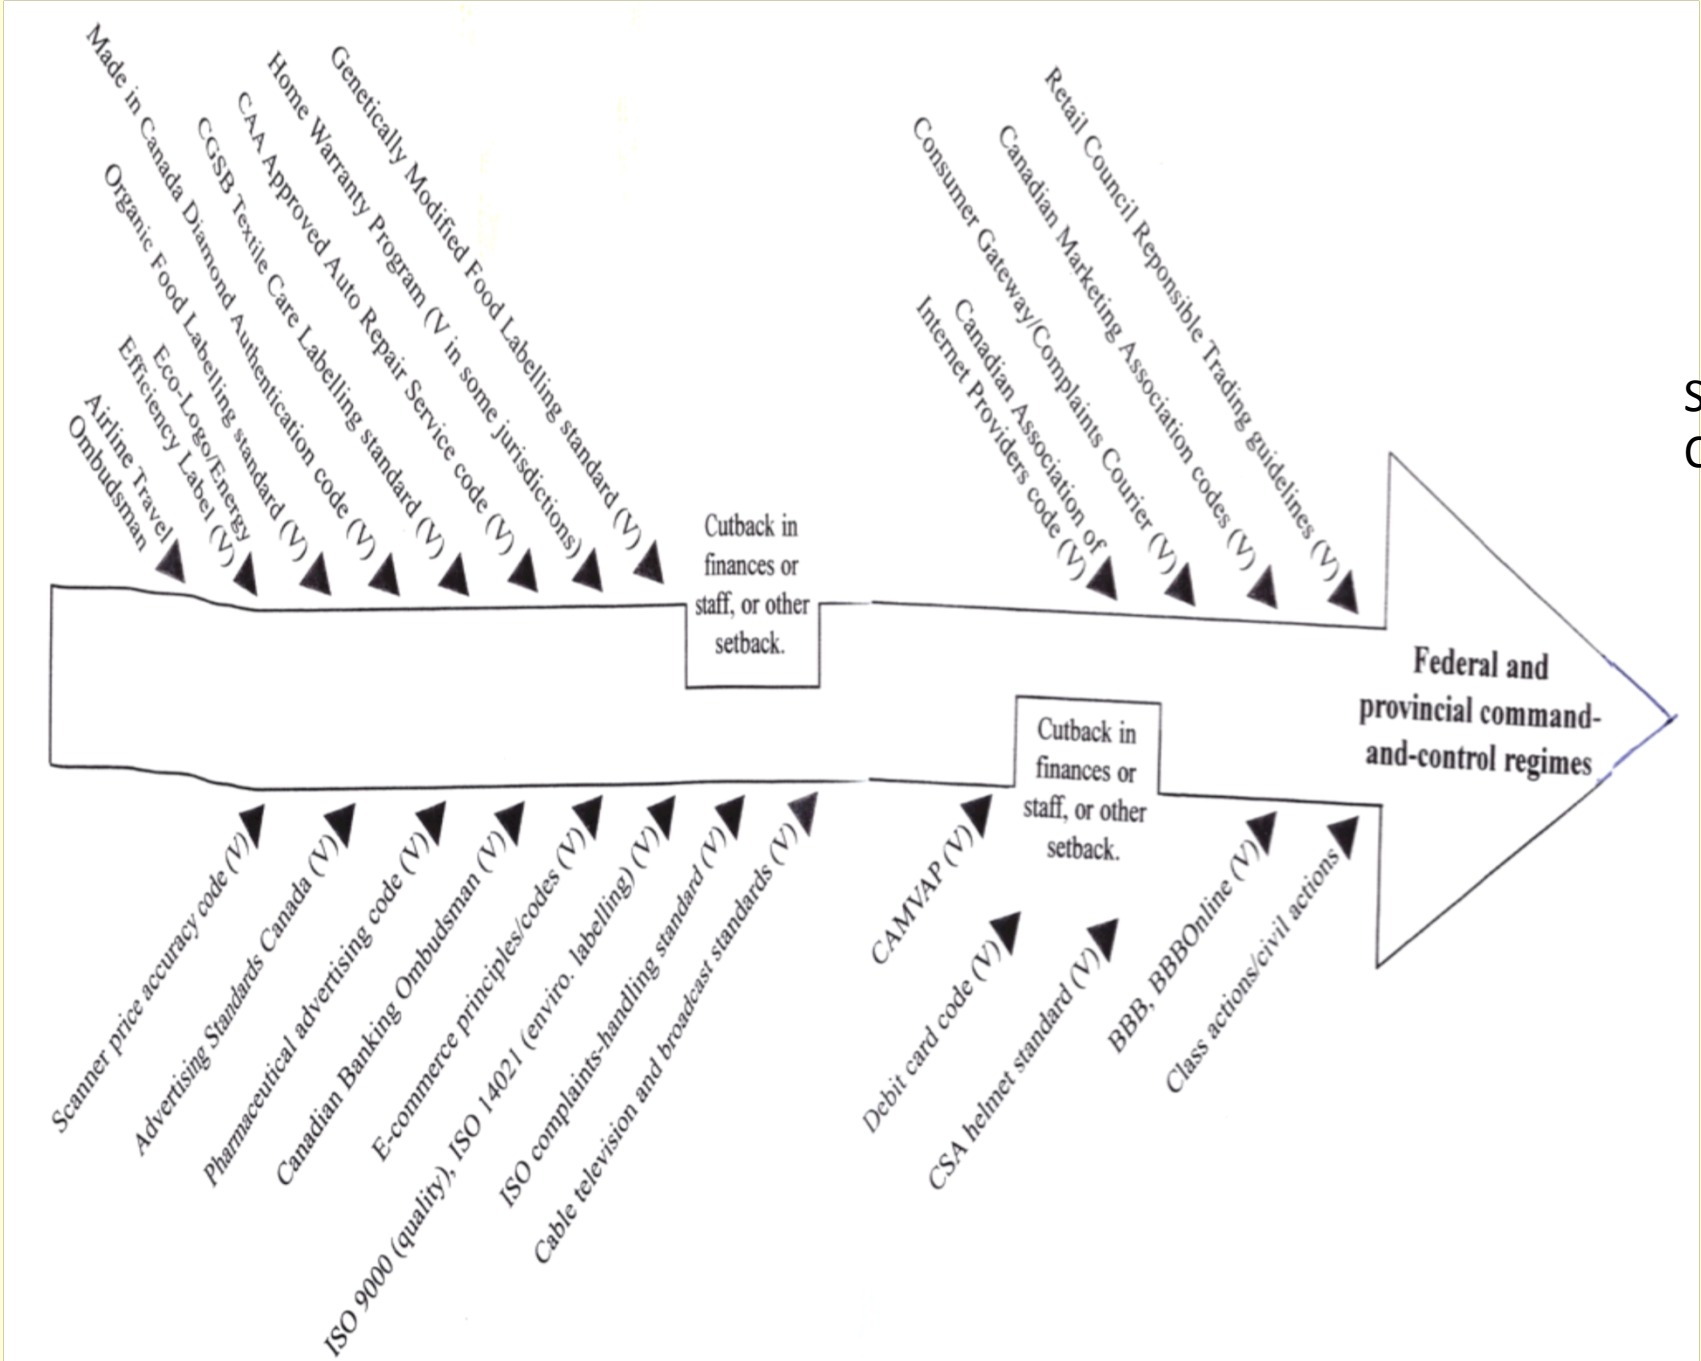 Made in Canada Diamond Authentication code (V)
Organic Food Labelling standard (V)
CGSB Textile Care Labelling standard (V)
CAA Approved Auto Repair Service code (V)
Home Warranty Program (V in some jurisdictions)
Genetically Modified Food Labelling standard (V)
Eco-Logo/Energy
Efficiency Label (V)
Airline Travel
Ombudsman
Cutback in
finances or
staff, or other
setback.
Retail Council Reponsible Trading guidelines (V)
Canadian Marketing Association codes (V)
Consumer Gateway/Complaints Courier (V)
Canadian Association of
Internet Providers code (V)
Federal and
provincial command-
and-control regimes
Cutback in
finances or
staff, or other
setback.
Scanner price accuracy code (V)
Advertising Standards Canada (V)
Pharmaceutical advertising code (V)
Canadian Banking Ombudsman (V)
E-commerce principles/codes (V)
ISO 9000 (quality), ISO 14021 (enviro. labelling) (V)
ISO complaints-handling standard (V)
Cable television and broadcast standards (V)
CAMVAP (V)
Debit card code (V)
CSA helmet standard (V)
BBB, BBBOnline (V)
Class actions/civil actions